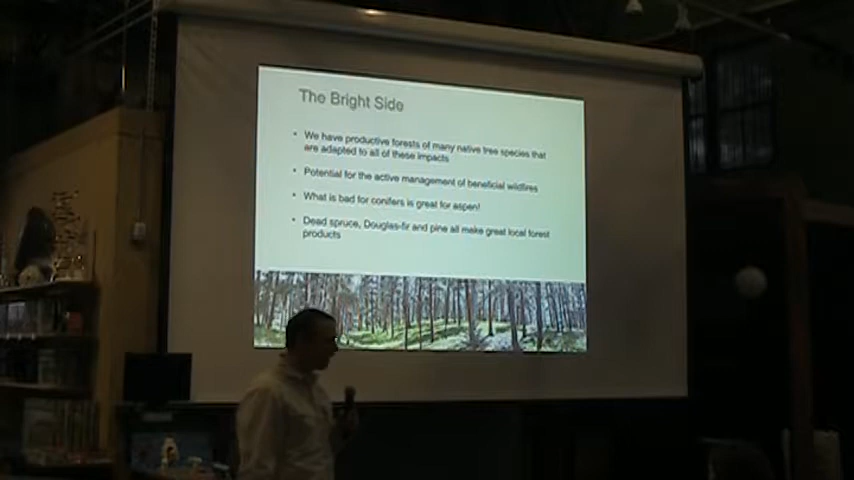 The Bright Side
• We have productive forests of many native tree species that
are adapted to all of these impacts
• Potential for the active management of beneficial wildfires
• What is bad for conifers is great for aspen!
• Dead spruce, Douglas-fir and pine all make great local forest
products